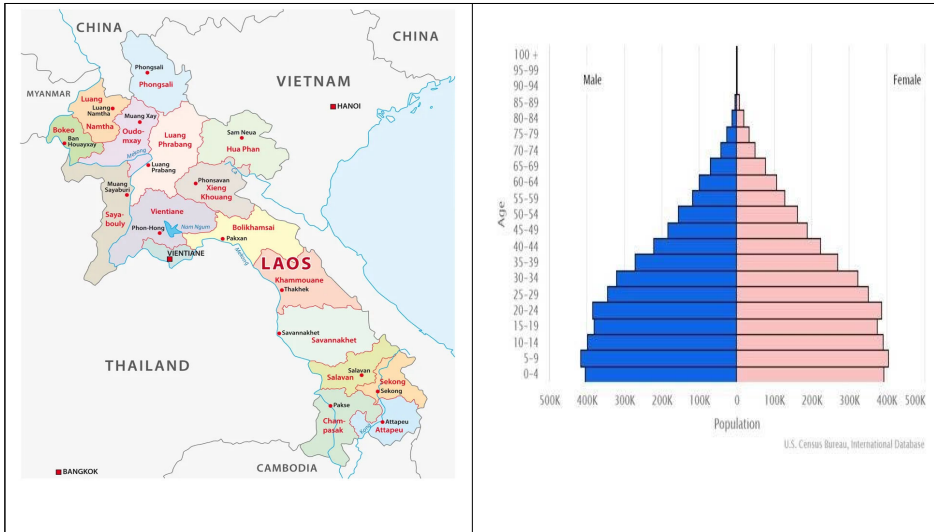 CHINA
CHINA
Phongsali
Phongsali
VIETNAM
MYANMAR
Luang
Luang
Namtha
Namtha
HANOI
Muang Xay
Oudo-
mxay
Luang
Phrabang
Bokeo
Ban
Houayxay
Sam Neua
Hua Phan
Mekong
Luang
Prabang
Phonsavan
Xieng
Khouang
Muang
Sayaburi
Saya-
bouly
Vientiane
Phon-Hong
Nam Ngum
Bolikhamsai
Pakxan
VIENTIANE
Mekong
LAOS
Khammouane
Thakhek
Savannakhet
Savannakhet
THAILAND
Salavan
Salavan
Sekong
Sekong
Pakse
Cham-
pasak
Attapeu
Attapeu
CAMBODIA
BANGKOK
Male
Female
Age
100 +
95-99
90-94
85-89
80-84
75-79
70-74
65-69
60-64
55-59
50-54
45-49
40-44
35-39
30-34
25-29
20-24
15-19
10-14
5-9
0-4
500K 400K 300K 200K 100K 0 100K 200K 300K 400K 500K
Population
U.S. Census Bureau, International Database